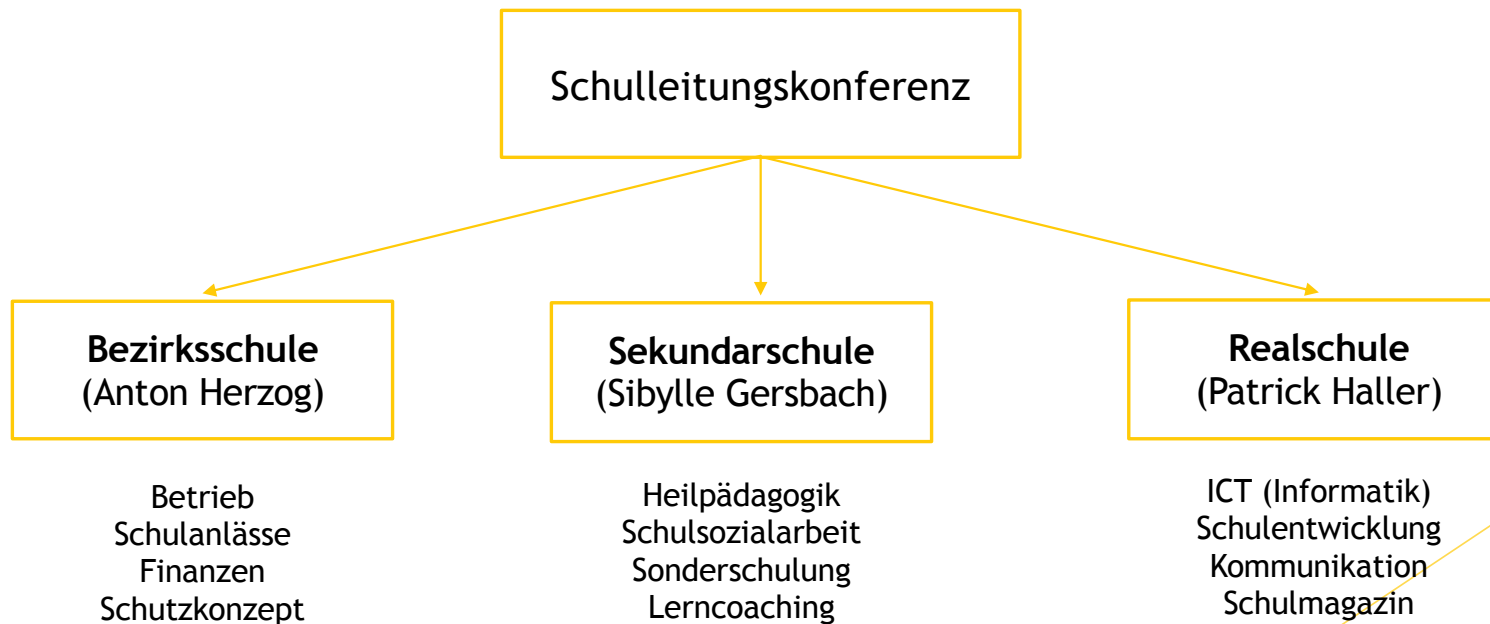 Schulleitungskonferenz
Bezirksschule
(Anton Herzog)
Betrieb
Schulanlässe
Finanzen
Schutzkonzept
Sekundarschule
(Sibylle Gersbach)
Heilpädagogik
Schulsozialarbeit
Sonderschulung
Lerncoaching
Realschule
(Patrick Haller)
ICT (Informatik)
Schulentwicklung
Kommunikation
Schulmagazin